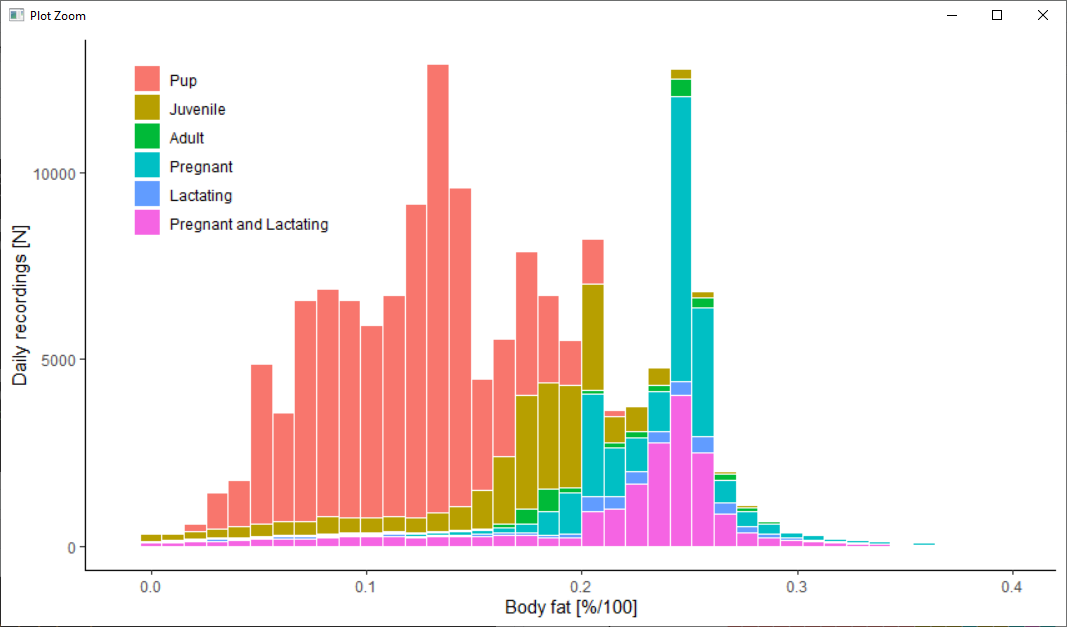 Plot Zoom
Pup
Juvenile
Adult
Pregnant
Lactating
Pregnant and Lactating
Daily recordings [N]
10000
5000
0
0.0 0.1 0.2 0.3 0.4
Body fat [%/100]